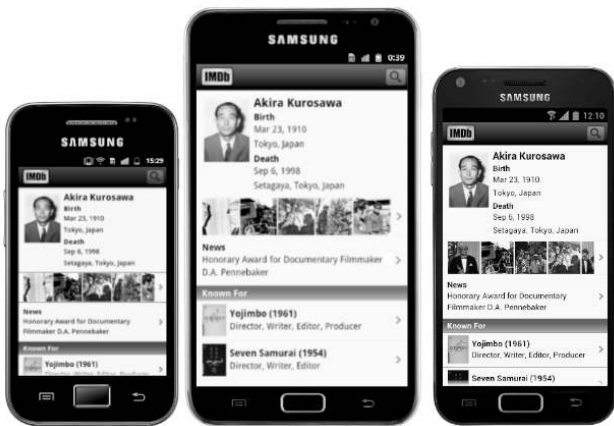 SAMSUNG
15:29
IMDb
Akira Kurosawa
Birth
Mar 23, 1910
Tokyo, Japan
Death
Sep 6, 1998
Setagaya, Tokyo, Japan
News
Honorary Award for Documentary
Filmmaker D.A. Pennebaker
Known For
Yojimbo (1961)
Director, Writer, Editor, Producer
SAMSUNG
0:39
IMDb
Akira Kurosawa
Birth
Mar 23, 1910
Tokyo, Japan
Death
Sep 6, 1998
Setagaya, Tokyo, Japan
News
Honorary Award for Documentary Filmmaker
D.A. Pennebaker
Known For
Yojimbo (1961)
Director, Writer, Editor, Producer
Seven Samurai (1954)
Director, Writer, Editor
SAMSUNG
12:10
IMDb
Akira Kurosawa
Birth
Mar 23, 1910
Tokyo, Japan
Death
Sep 6, 1998
Setagaya, Tokyo, Japan
News
Honorary Award for Documentary
Filmmaker D.A. Pennebaker
Known For
Yojimbo (1961)
Director, Writer, Editor, Producer
Seven Samurai (1954)